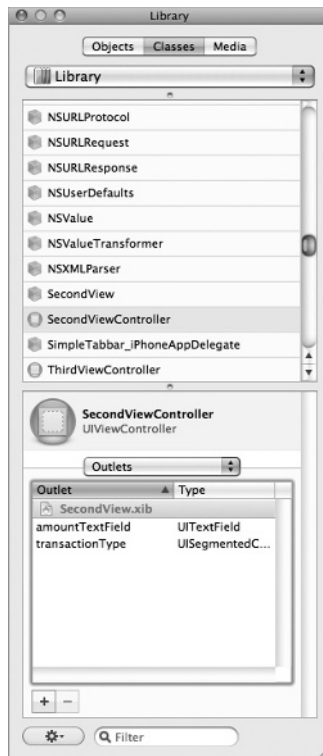 Library
Objects Classes Media
Library
NSURLProtocol
NSURLRequest
NSURLResponse
NSUserDefaults
NSValue
NSValueTransformer
NSXMLParser
SecondView
SecondViewController
SimpleTabbar_iPhoneAppDelegate
ThirdViewController
SecondViewController
UIViewController
Outlets
Outlet Type
SecondView.xib
amountTextField UITextField
transactionType UISegmentedC...
+ −
Filter